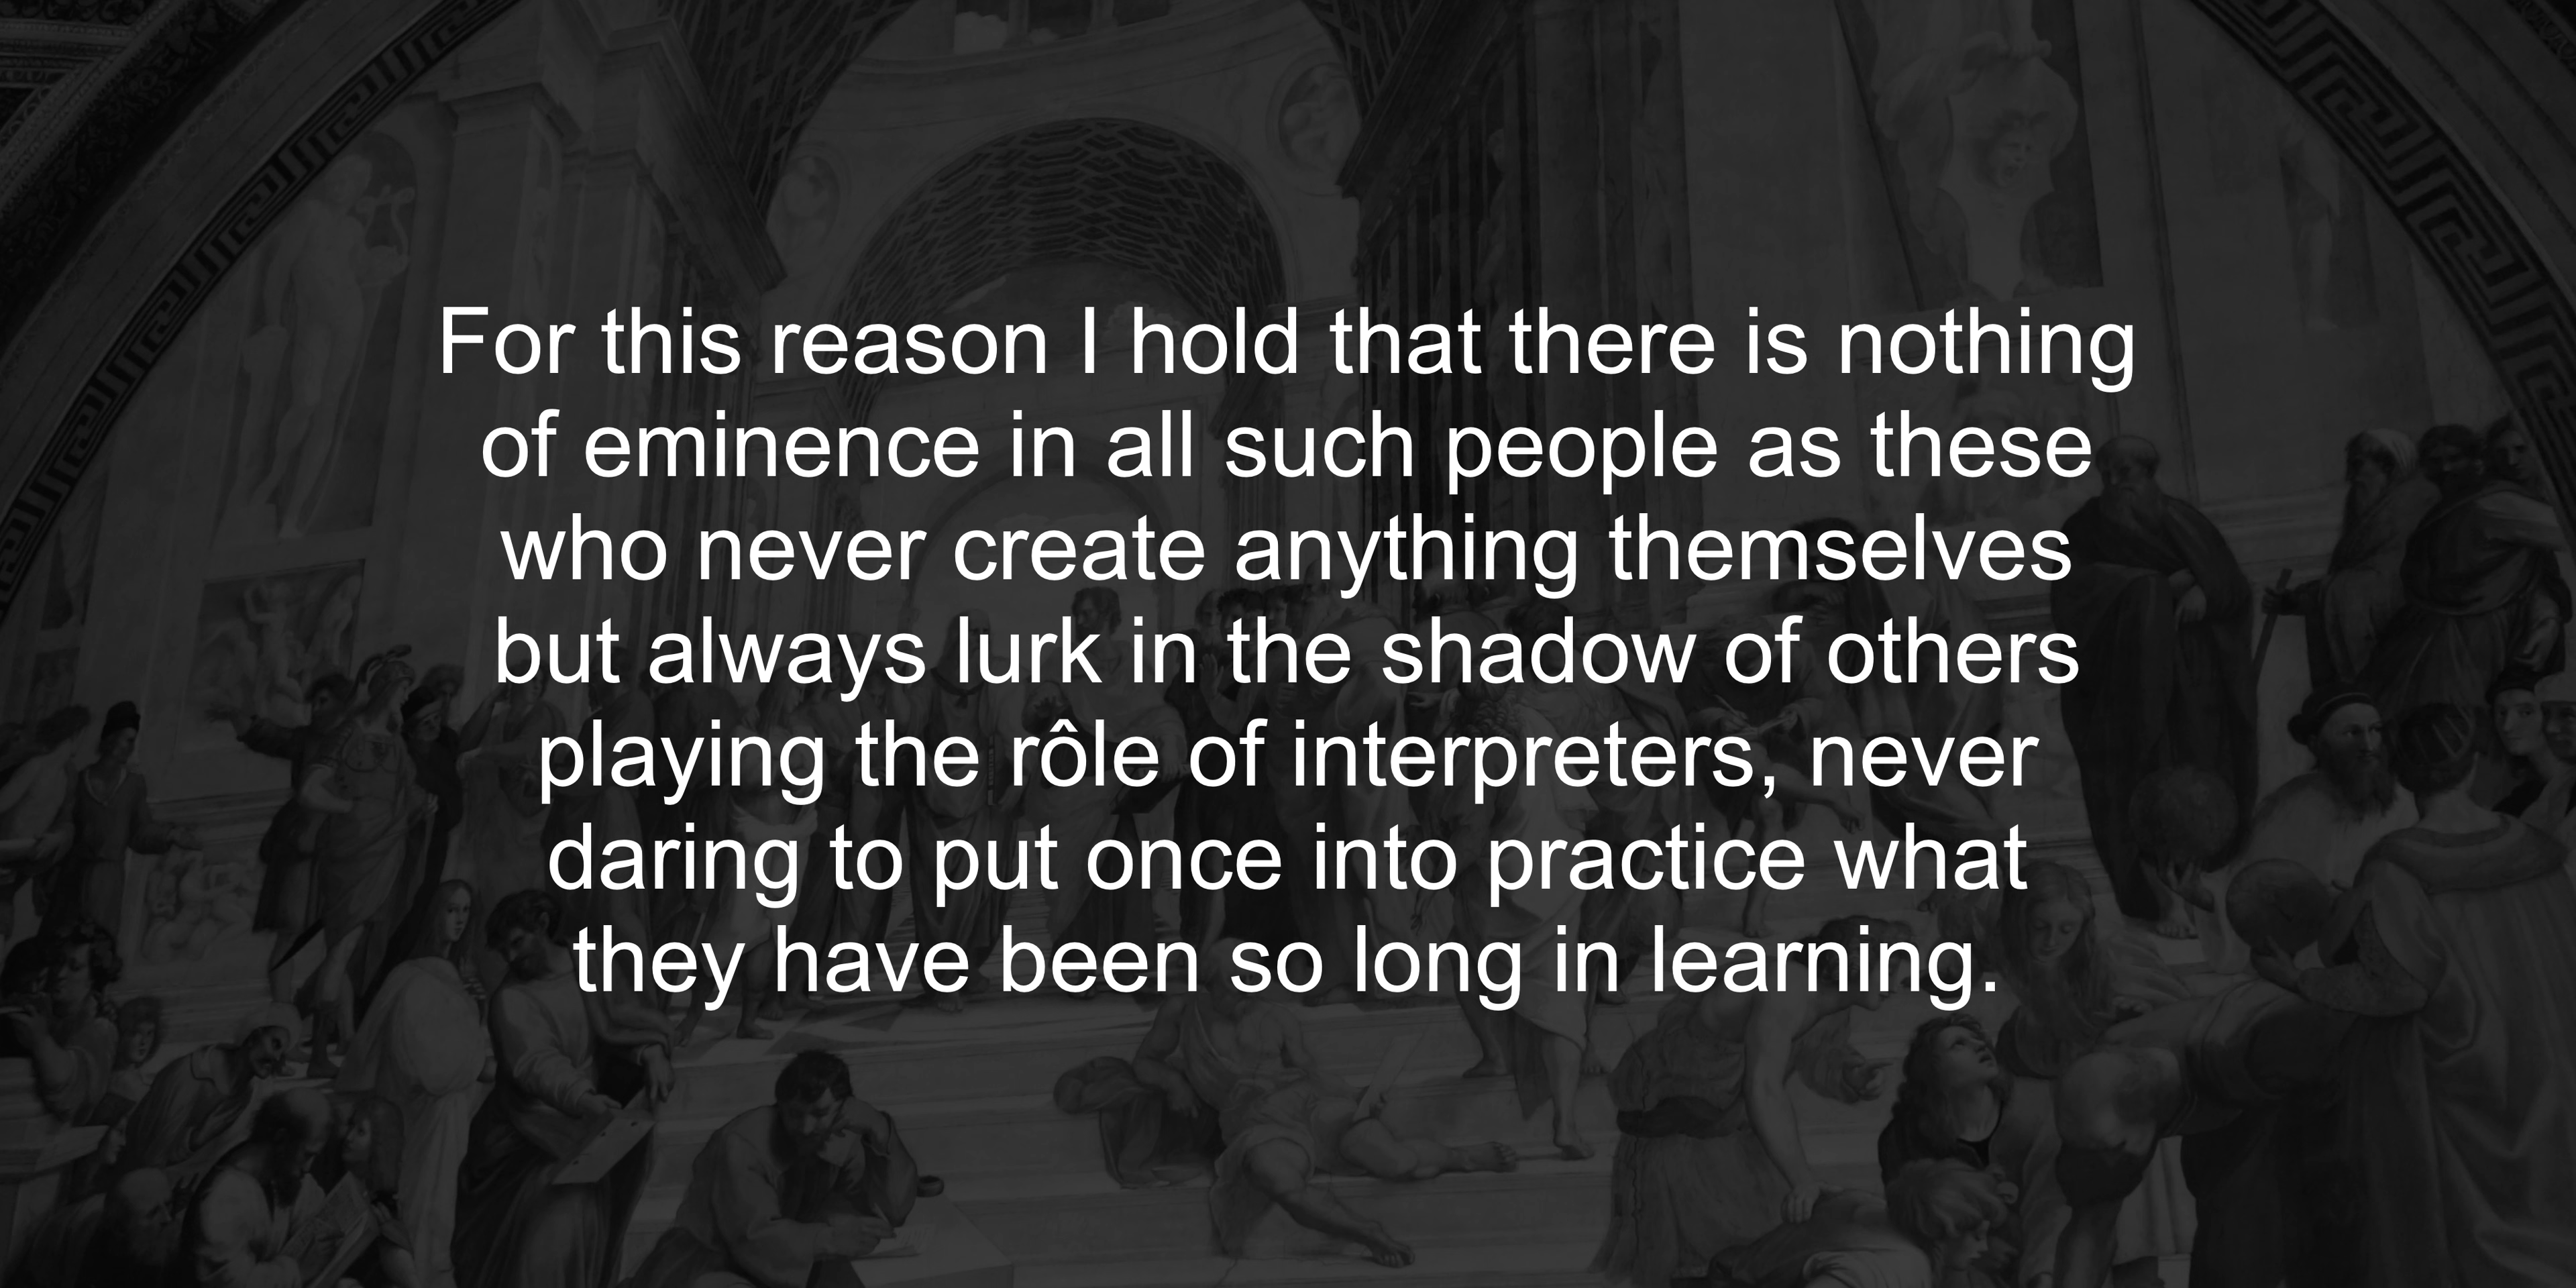 For this reason I hold that there is nothing
of eminence in all such people as these
who never create anything themselves
but always lurk in the shadow of others
playing the rôle of interpreters, never
daring to put once into practice what
they have been so long in learning.